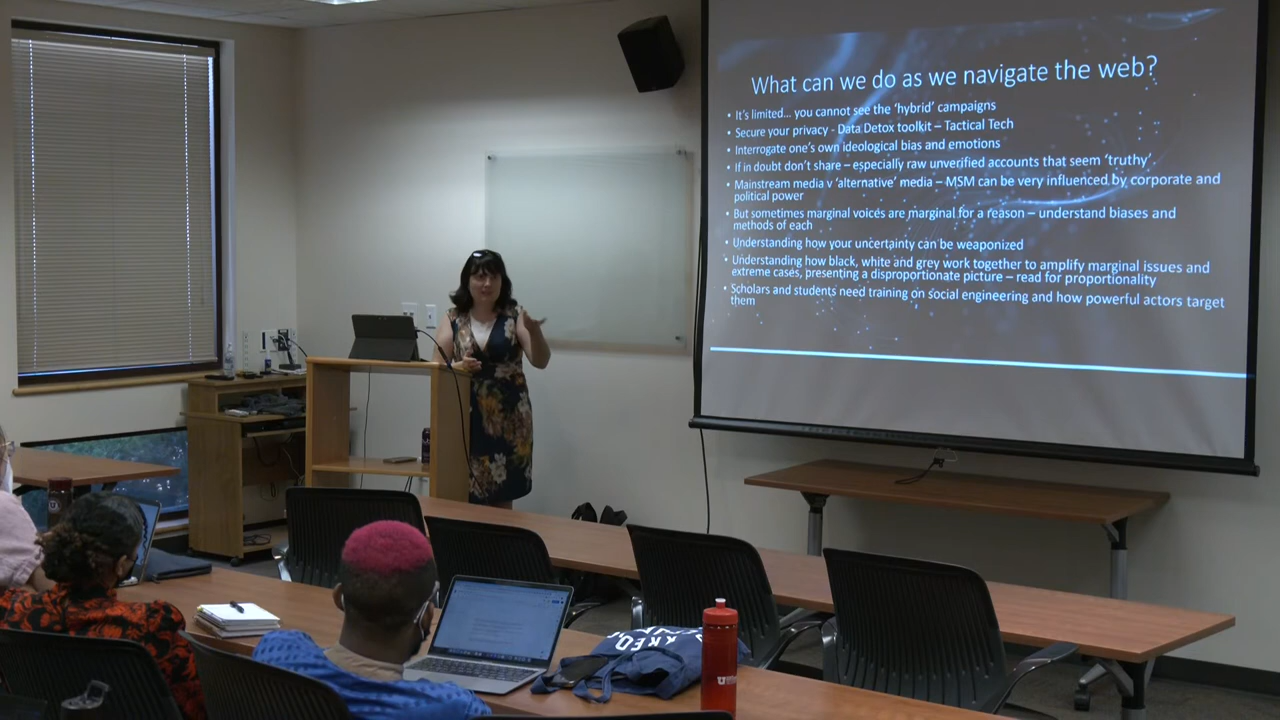 What can we do as we navigate the web?
• It's limited... you cannot see the 'hybrid' campaigns
• Secure your privacy - Data Detox toolkit – Tactical Tech
• Interrogate one's own ideological bias and emotions
• If in doubt don't share – especially raw unverified accounts that seem 'truthy'.
• Mainstream media v 'alternative' media – MSM can be very influenced by corporate and
political power
• But sometimes marginal voices are marginal for a reason – understand biases and
methods of each
• Understanding how your uncertainty can be weaponized
• Understanding how black, white and grey work together to amplify marginal issues and
extreme cases, presenting a disproportionate picture – read for proportionality
• Scholars and students need training on social engineering and how powerful actors target
them